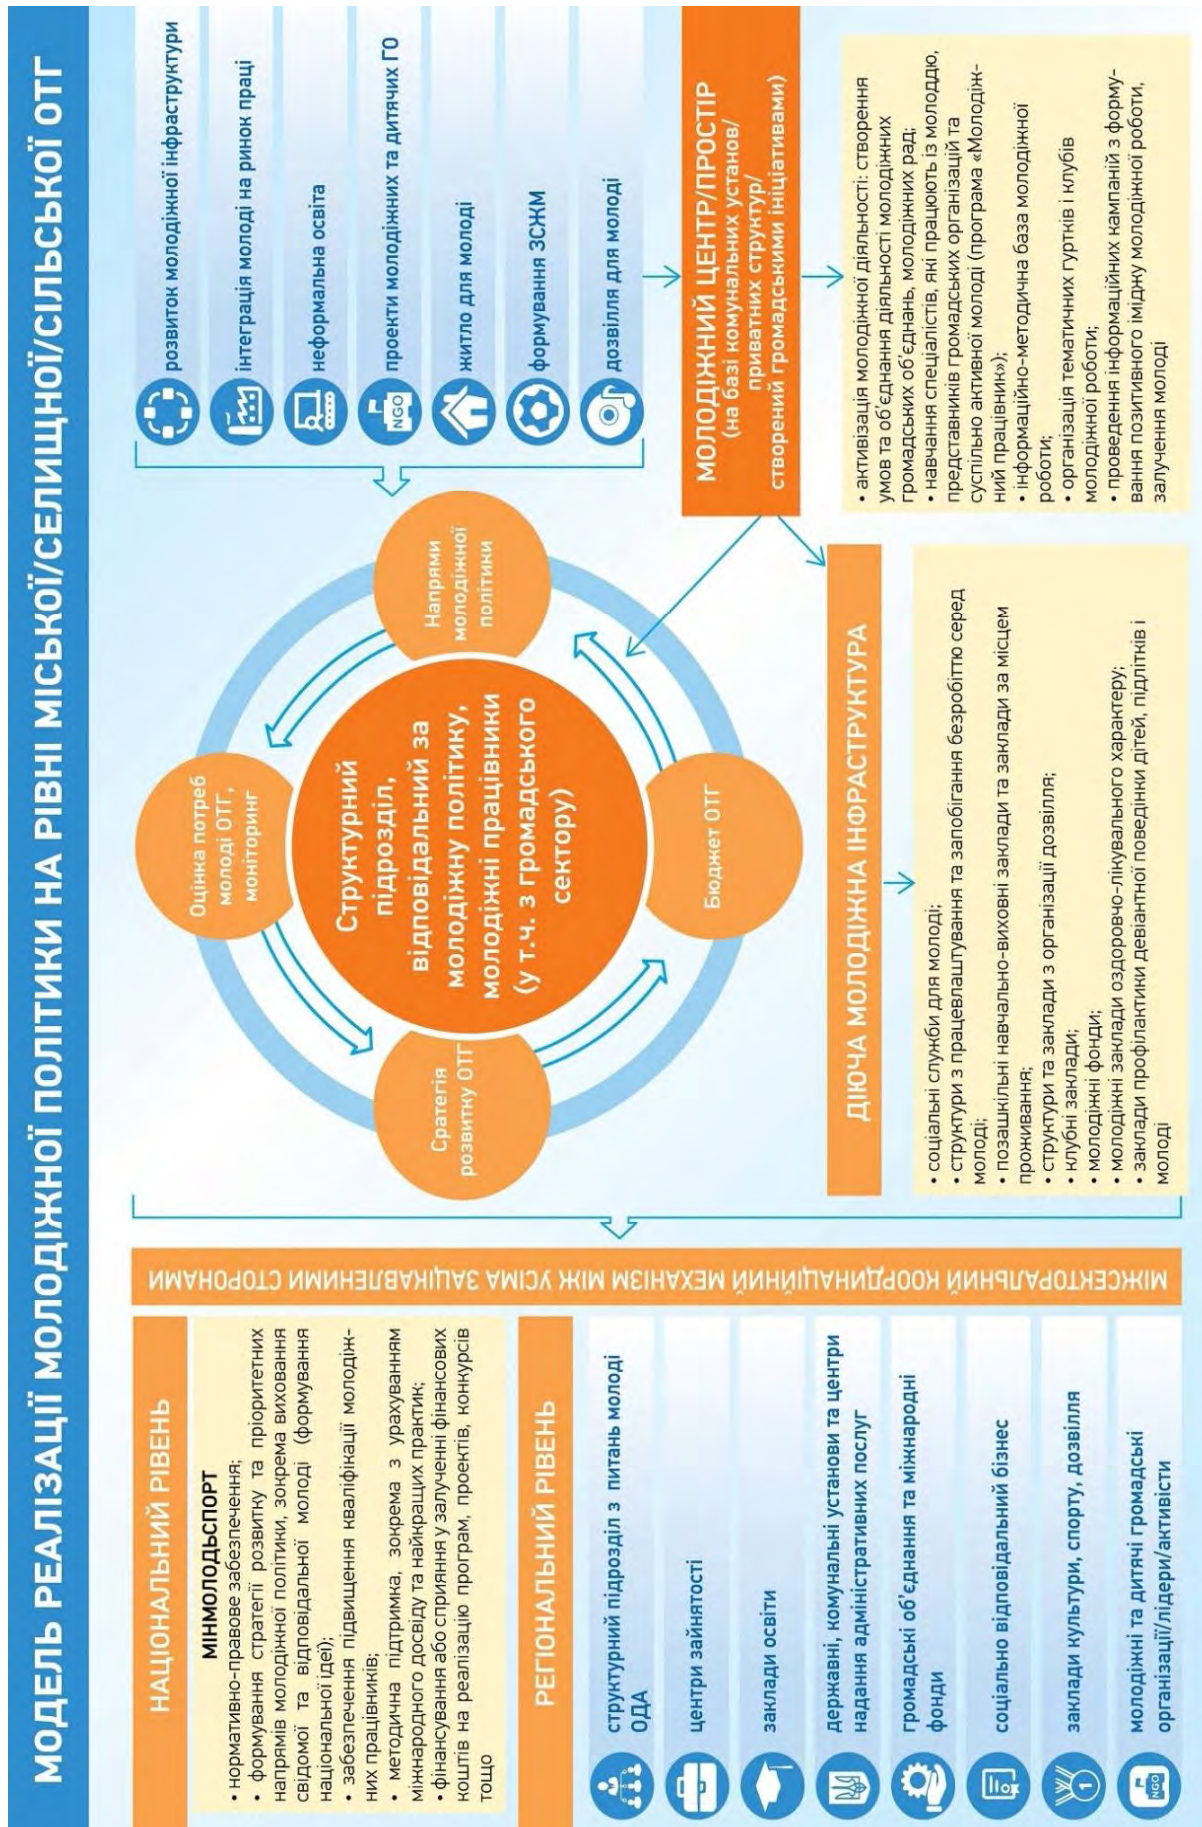 МОДЕЛЬ РЕАЛІЗАЦІЇ МОЛОДІЖНОЇ ПОЛІТИКИ НА РІВНІ МІСЬКОЇ/СЕЛИЩНОЇ/СІЛЬСЬКОЇ ОТГ
НАЦІОНАЛЬНИЙ РІВЕНЬ
МІНМОЛОДЬСПОРТ
• нормативно-правове забезпечення;
• формування стратегії розвитку та пріоритетних
напрямів молодіжної політики, зокрема виховання
свідомої та відповідальної молоді (формування
національної ідеї);
• забезпечення підвищення кваліфікації молодіж-
них працівників;
• методична підтримка, зокрема з урахуванням
міжнародного досвіду та найкращих практик;
• фінансування або сприяння у залученні фінансових
коштів на реалізацію програм, проектів, конкурсів
тощо
РЕГІОНАЛЬНИЙ РІВЕНЬ
структурний підрозділ з питань молоді
ОДА
центри зайнятості
заклади освіти
державні, комунальні установи та центри
надання адміністративних послуг
громадські об'єднання та міжнародні
фонди
соціально відповідальний бізнес
заклади культури, спорту, дозвілля
1
молодіжні та дитячі громадські
організації/лідери/активісти
NGO
МІЖСЕКТОРАЛЬНИЙ КООРДИНАЦІЙНИЙ МЕХАНІЗМ МІЖ УСІМА ЗАЦІКАВЛЕНИМИ СТОРОНАМИ
Оцінка потреб
молоді ОТГ,
моніторинг
Сратегія
розвитку ОТГ
Структурний
підрозділ,
відповідальний за
молодіжну політику,
молодіжні працівники
(у т.ч. з громадського
сектору)
Напрями
молодіжної
політики
Бюджет ОТГ
розвиток молодіжної інфраструктури
інтеграція молоді на ринок праці
неформальна освіта
проекти молодіжних та дитячих ГО
NGO
житло для молоді
формування ЗСЖМ
дозвілля для молоді
МОЛОДІЖНИЙ ЦЕНТР/ПРОСТІР
(на базі комунальних установ/
приватних структур/
створений громадськими ініціативами)
• активізація молодіжної діяльності: створення
умов та об'єднання діяльності молодіжних
громадських об'єднань, молодіжних рад;
• навчання спеціалістів, які працюють із молоддю,
представників громадських організацій та
суспільно активної молоді (програма «Молодіж-
ний працівник»);
• інформаційно-методична база молодіжної
роботи;
• організація тематичних гуртків і клубів
молодіжної роботи;
• проведення інформаційних кампаній з форму-
вання позитивного іміджу молодіжної роботи,
залучення молоді
ДІЮЧА МОЛОДІЖНА ІНФРАСТРУКТУРА
• соціальні служби для молоді;
• структури з працевлаштування та запобігання безробіттю серед
молоді;
• позашкільні навчально-виховні заклади та заклади за місцем
проживання;
• структури та заклади з організації дозвілля;
• клубні заклади;
• молодіжні фонди;
• молодіжні заклади оздоровчо-лікувального характеру;
• заклади профілактики девіантної поведінки дітей, підлітків і
молоді